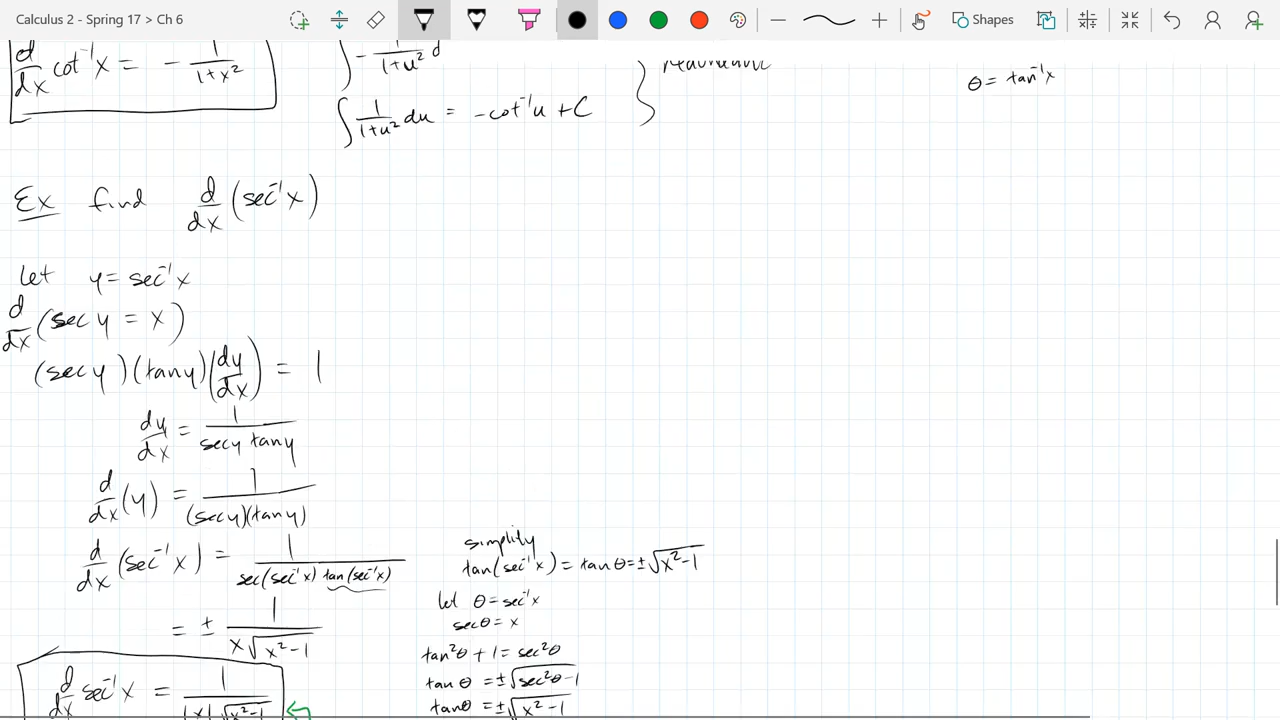 Calculus 2 - Spring 17 > Ch 6
Shapes
d/dx cot⁻¹x = - 1/(1+x²)
∫ - 1/(1+u²) d
∫ 1/(1+u²) du = -cot⁻¹u + C
θ = tan⁻¹x
Ex find d/dx (sec⁻¹x)
let y = sec⁻¹x
d/dx (sec y = x)
(sec y)(tan y)(dy/dx) = 1
dy/dx = 1/(sec y tan y)
d/dx (y) = 1/((sec y)(tan y))
d/dx (sec⁻¹x) = 1/(sec(sec⁻¹x) tan(sec⁻¹x))
= ± 1/(x√(x²-1))
d/dx sec⁻¹x = 1/(|x|√(x²-1))
simplify
tan(sec⁻¹x) = tan θ = ±√(x²-1)
let θ = sec⁻¹x
sec θ = x
tan²θ + 1 = sec²θ
tan θ = ±√(sec²θ-1)
tan θ = ±√(x²-1)